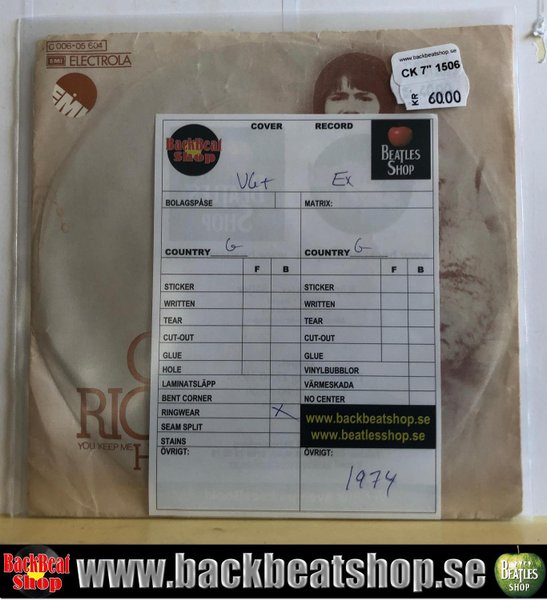 C 006-05 604
EMI ELECTROLA
EMI
www.backbeatshop.se
CK 7" 1506
KR 60.00
BackBeat Shop
COVER RECORD
BEATLES SHOP
VG+ Ex
BOLAGSPÅSE MATRIX:
COUNTRY G COUNTRY G
F B F B
STICKER STICKER
WRITTEN WRITTEN
TEAR TEAR
CUT-OUT CUT-OUT
GLUE GLUE
HOLE VINYLBUBBLOR
LAMINATSLÄPP VÄRMESKADA
BENT CORNER NO CENTER
RINGWEAR X www.backbeatshop.se
SEAM SPLIT www.beatlesshop.se
STAINS
ÖVRIGT: ÖVRIGT:
1974
RIC
YOU KEEP ME
H
BackBeat Shop www.backbeatshop.se BEATLES SHOP